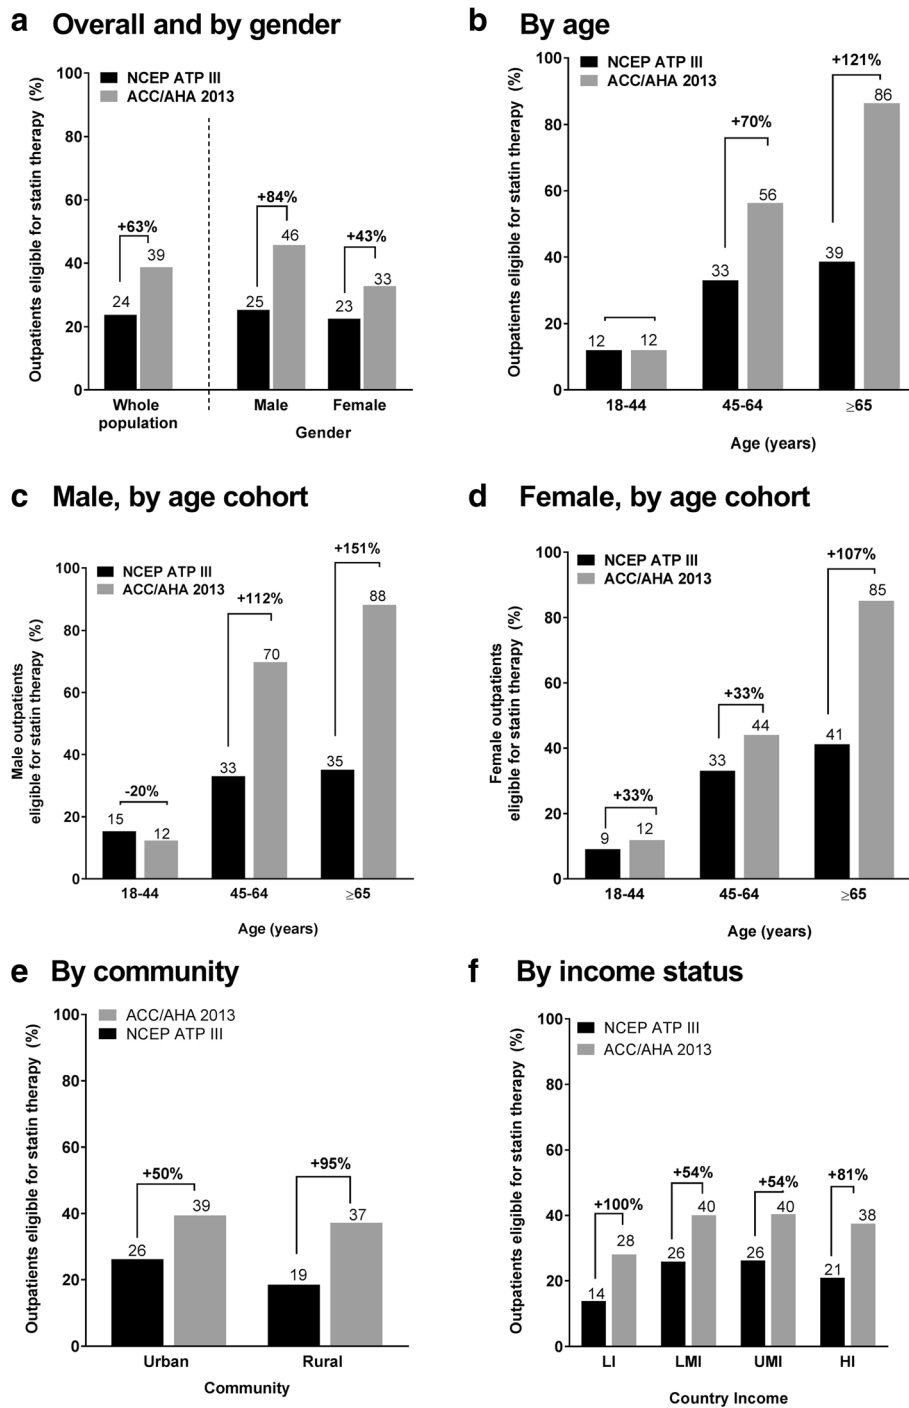 a Overall and by gender
Outpatients eligible for statin therapy (%)
100
80
60
40
20
0
NCEP ATP III
ACC/AHA 2013
+63%
24
39
+84%
25
46
+43%
23
33
Whole
population
Male
Female
Gender
b By age
Outpatients eligible for statin therapy (%)
100
80
60
40
20
0
NCEP ATP III
ACC/AHA 2013
12
12
+70%
33
56
+121%
39
86
18-44
45-64
≥65
Age (years)
c Male, by age cohort
Male outpatients
eligible for statin therapy (%)
100
80
60
40
20
0
NCEP ATP III
ACC/AHA 2013
-20%
15
12
+112%
33
70
+151%
35
88
18-44
45-64
≥65
Age (years)
d Female, by age cohort
Female outpatients
eligible for statin therapy (%)
100
80
60
40
20
0
NCEP ATP III
ACC/AHA 2013
+33%
9
12
+33%
33
44
+107%
41
85
18-44
45-64
≥65
Age (years)
e By community
Outpatients eligible for statin therapy (%)
100
80
60
40
20
0
ACC/AHA 2013
NCEP ATP III
+50%
26
39
+95%
19
37
Urban
Rural
Community
f By income status
Outpatients eligible for statin therapy (%)
100
80
60
40
20
0
NCEP ATP III
ACC/AHA 2013
+100%
14
28
+54%
26
40
+54%
26
40
+81%
21
38
LI
LMI
UMI
HI
Country Income